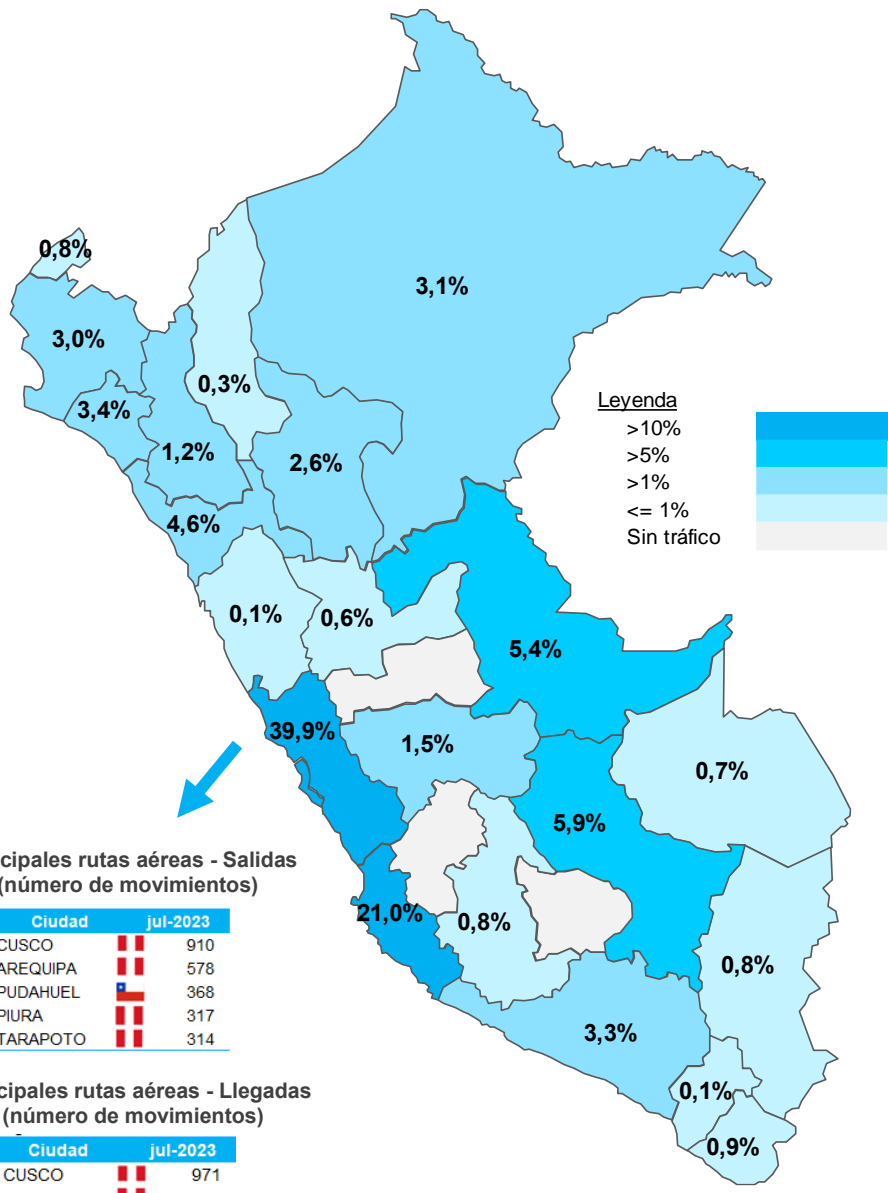 0,8%
3,1%
3,0%
0,3%
3,4%
1,2%
2,6%
4,6%
Leyenda
>10%
>5%
>1%
<= 1%
Sin tráfico
0,1%
0,6%
5,4%
39,9%
1,5%
0,7%
5,9%
21,0%
0,8%
0,8%
3,3%
0,1%
0,9%
cipales rutas aéreas - Salidas
(número de movimientos)
Ciudad jul-2023
CUSCO 910
AREQUIPA 578
PUDAHUEL 368
PIURA 317
TARAPOTO 314
cipales rutas aéreas - Llegadas
(número de movimientos)
Ciudad jul-2023
CUSCO 971